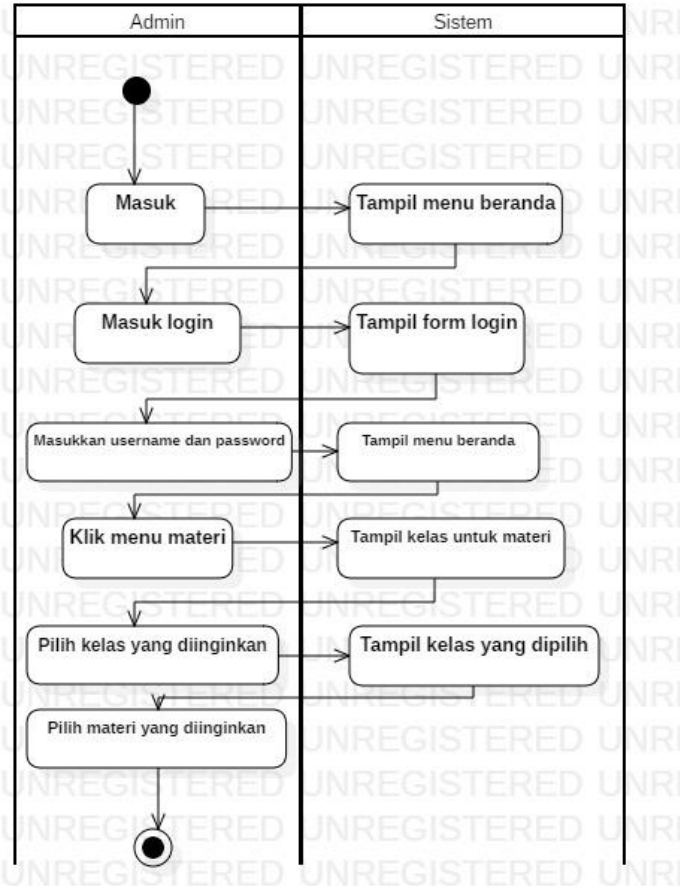 Admin
Sistem
Masuk
Tampil menu beranda
Masuk login
Tampil form login
Masukkan username dan password
Tampil menu beranda
Klik menu materi
Tampil kelas untuk materi
Pilih kelas yang diinginkan
Tampil kelas yang dipilih
Pilih materi yang diinginkan
UNREGISTERED